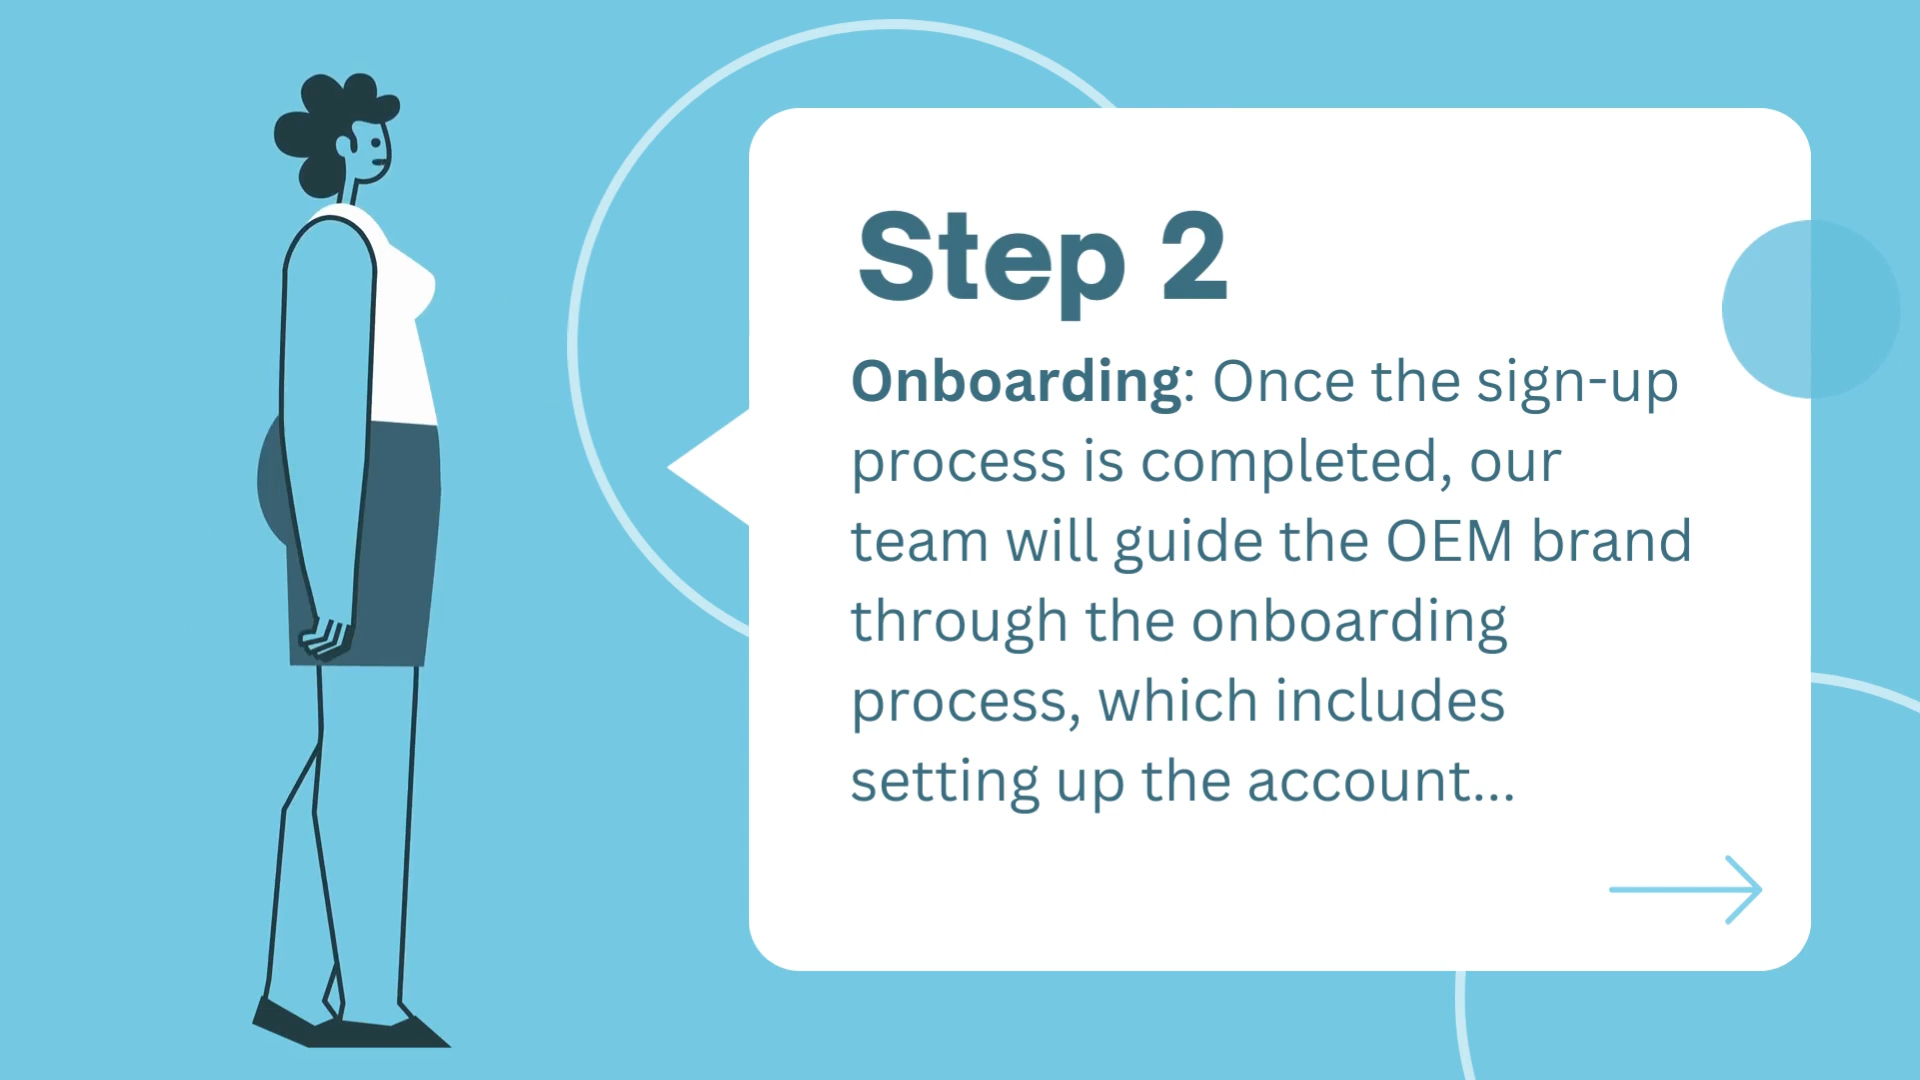 Step 2
Onboarding: Once the sign-up
process is completed, our
team will guide the OEM brand
through the onboarding
process, which includes
setting up the account...